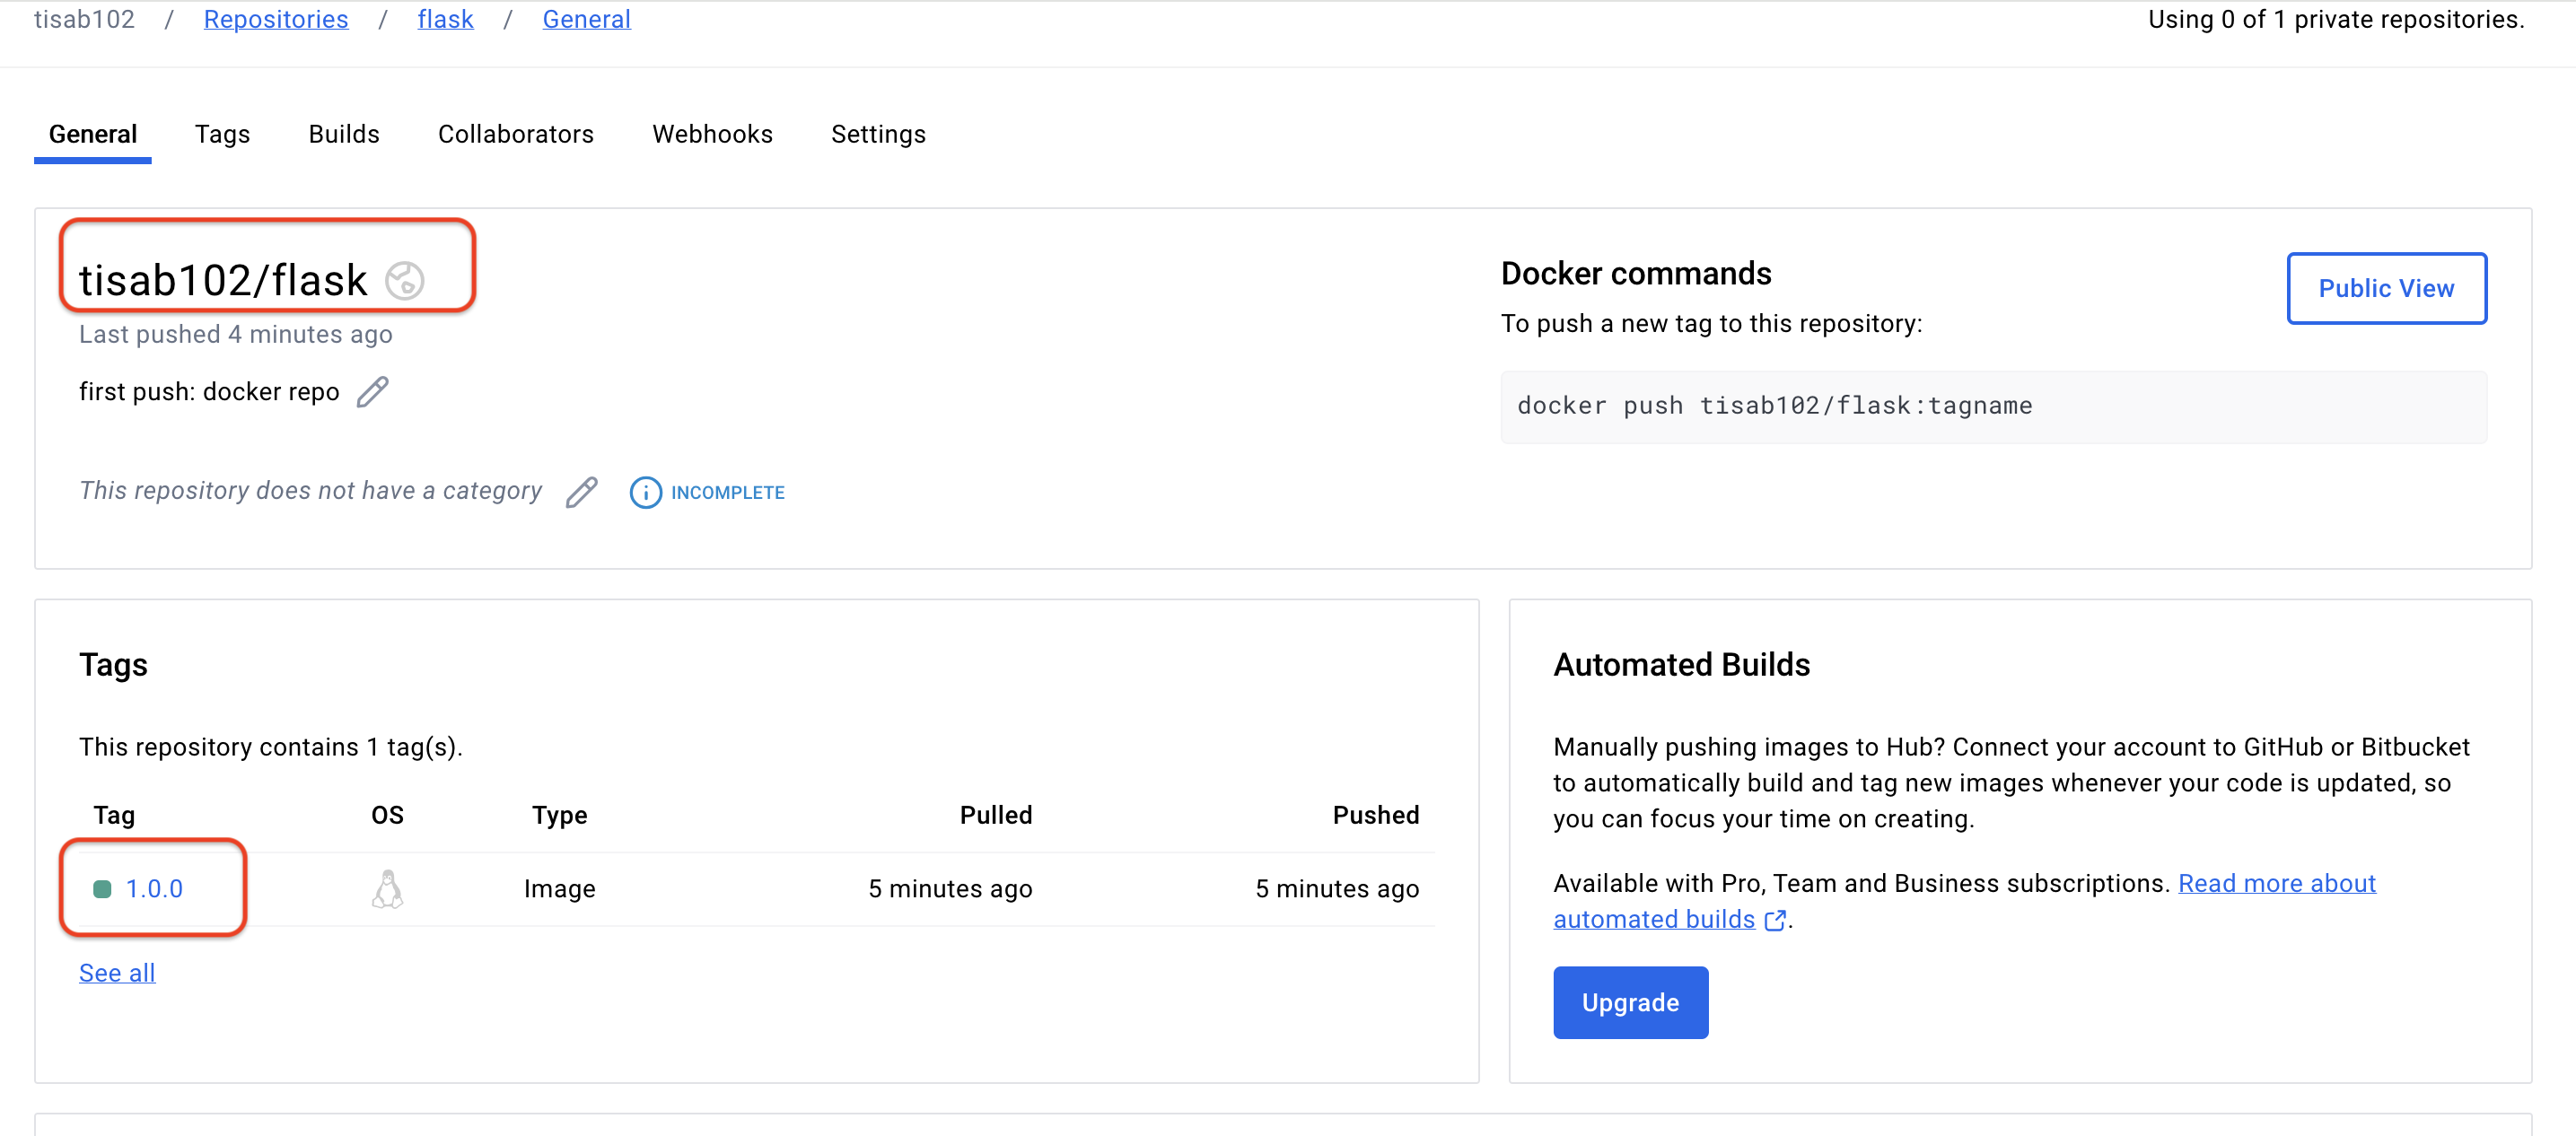 tisab102 / Repositories / flask / General
Using 0 of 1 private repositories.
General Tags Builds Collaborators Webhooks Settings
tisab102/flask
Last pushed 4 minutes ago
first push: docker repo
This repository does not have a category INCOMPLETE
Docker commands
Public View
To push a new tag to this repository:
docker push tisab102/flask:tagname
Tags
This repository contains 1 tag(s).
Tag OS Type Pulled Pushed
1.0.0 Image 5 minutes ago 5 minutes ago
See all
Automated Builds
Manually pushing images to Hub? Connect your account to GitHub or Bitbucket
to automatically build and tag new images whenever your code is updated, so
you can focus your time on creating.
Available with Pro, Team and Business subscriptions. Read more about
automated builds.
Upgrade